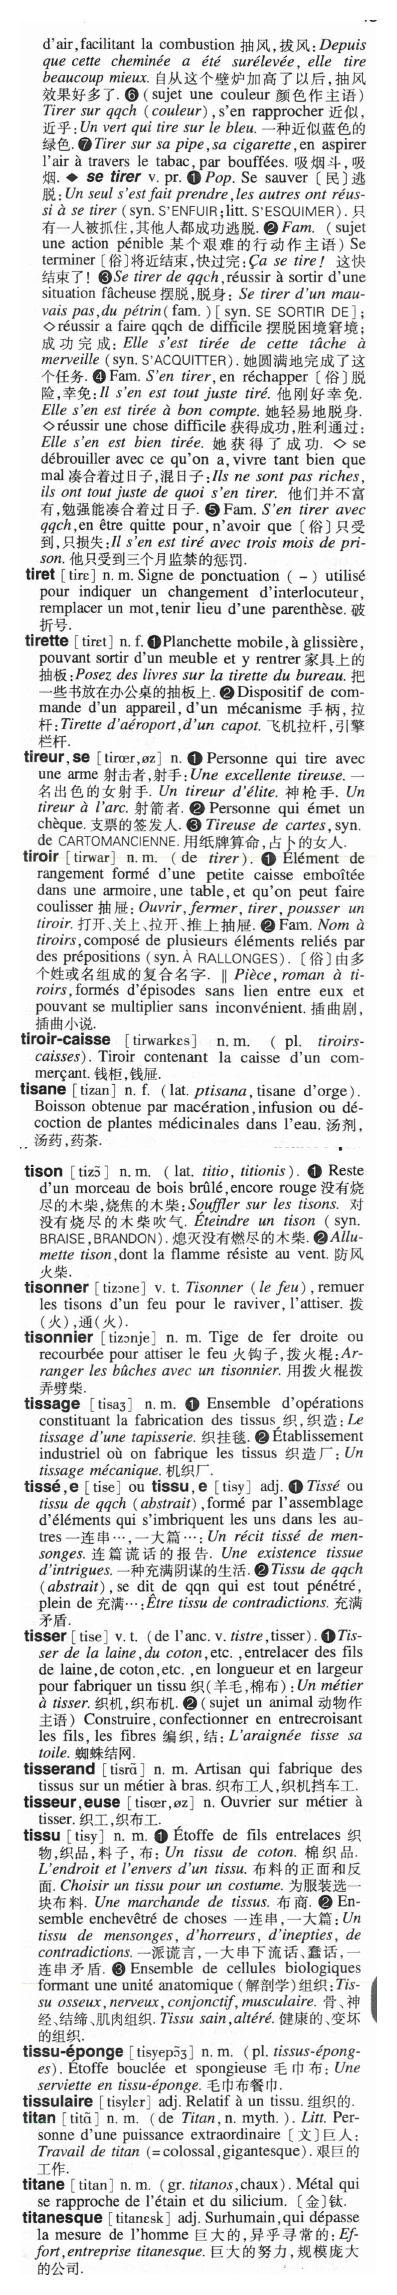 d'air, facilitant la combustion 抽风,拔风: Depuis
que cette cheminée a été surélevée, elle tire
beaucoup mieux. 自从这个壁炉加高了以后,抽风
效果好多了. ❻ (sujet une couleur 颜色作主语)
Tirer sur qqch (couleur), s'en rapprocher 近似,
近乎: Un vert qui tire sur le bleu. 一种近似蓝色的
绿色. ❼ Tirer sur sa pipe, sa cigarette, en aspirer
l'air à travers le tabac, par bouffées. 吸烟斗,吸
烟. ◆ se tirer v. pr. ❶ Pop. Se sauver 〔民〕逃
脱: Un seul s'est fait prendre, les autres ont réus-
si à se tirer (syn. S'ENFUIR; litt. S'ESQUIMER). 只
有一人被抓住,其他人都成功逃脱. ❷ Fam. (sujet
une action pénible 某个艰难的行动作主语) Se
terminer [俗]将近结束,快过完: Ça se tire! 这快
结束了! ❸ Se tirer de qqch, réussir à sortir d'une
situation fâcheuse 摆脱,脱身: Se tirer d'un mau-
vais pas, du pétrin (fam.) [syn. SE SORTIR DE];
◇ réussir a faire qqch de difficile 摆脱困境窘境;
成功完成: Elle s'est tirée de cette tâche à
merveille (syn. S'ACQUITTER). 她圆满地完成了这
个任务. ❹ Fam. S'en tirer, en réchapper [俗]脱
险,幸免: Il s'en est tout juste tiré. 他刚好幸免.
Elle s'en est tirée à bon compte. 她轻易地脱身.
◇ réussir une chose difficile 获得成功,胜利通过:
Elle s'en est bien tirée. 她获得了成功. ◇ se
débrouiller avec ce qu'on a, vivre tant bien que
mal 凑合着过日子,混日子: Ils ne sont pas riches,
ils ont tout juste de quoi s'en tirer. 他们并不富
有,勉强能凑合着过日子. ❺ Fam. S'en tirer avec
qqch, en être quitte pour, n'avoir que [俗]只受
到,只损失: Il s'en est tiré avec trois mois de pri-
son. 他只受到三个月监禁的惩罚.
tiret [tirɛ] n. m. Signe de ponctuation (–) utilisé
pour indiquer un changement d'interlocuteur,
remplacer un mot, tenir lieu d'une parenthèse. 破
折号.
tirette [tiret] n. f. ❶ Planchette mobile, à glissière,
pouvant sortir d'un meuble et y rentrer 家具上的
抽板: Posez des livres sur la tirette du bureau. 把
一些书放在办公桌的抽板上. ❷ Dispositif de com-
mande d'un appareil, d'un mécanisme 手柄,拉
杆: Tirette d'aéroport, d'un capot. 飞机拉杆,引擎
栏杆.
tireur, se [tirœr, øz] n. ❶ Personne qui tire avec
une arme 射击者,射手: Une excellente tireuse. 一
名出色的女射手. Un tireur d'élite. 神枪手. Un
tireur à l'arc. 射箭者. ❷ Personne qui émet un
chèque. 支票的签发人. ❸ Tireuse de cartes, syn.
de CARTOMANCIENNE. 用纸牌算命,占卜的女人.
tiroir [tirwar] n. m. (de tirer). ❶ Élément de
rangement formé d'une petite caisse emboîtée
dans une armoire, une table, et qu'on peut faire
coulisser 抽屉: Ouvrir, fermer, tirer, pousser un
tiroir. 打开、关上、拉开、推上抽屉. ❷ Fam. Nom à
tiroirs, composé de plusieurs éléments reliés par
des prépositions (syn. À RALLONGES). 〔俗〕由多
个姓或名组成的复合名字. ‖ Pièce, roman à ti-
roirs, formés d'épisodes sans lien entre eux et
pouvant se multiplier sans inconvénient. 插曲剧,
插曲小说.
tiroir-caisse [tirwarkɛs] n. m. (pl. tiroirs-
caisses). Tiroir contenant la caisse d'un com-
merçant. 钱柜,钱屉.
tisane [tizan] n. f. (lat. ptisana, tisane d'orge).
Boisson obtenue par macération, infusion ou dé-
coction de plantes médicinales dans l'eau. 汤剂,
汤药,药茶.
tison [tizɔ̃] n. m. (lat. titio, titionis). ❶ Reste
d'un morceau de bois brûlé, encore rouge 没有烧
尽的木柴,烧焦的木柴: Souffler sur les tisons. 对
没有烧尽的木柴吹气. Éteindre un tison (syn.
BRAISE, BRANDON). 熄灭没有燃尽的木柴. ❷ Allu-
mette tison, dont la flamme résiste au vent. 防风
火柴.
tisonner [tizɔne] v. t. Tisonner (le feu), remuer
les tisons d'un feu pour le raviver, l'attiser. 拨
(火),通(火).
tisonnier [tizɔnje] n. m. Tige de fer droite ou
recourbée pour attiser le feu 火钩子,拨火棍: Ar-
ranger les bûches avec un tisonnier. 用拨火棍拨
弄劈柴.
tissage [tisaʒ] n. m. ❶ Ensemble d'opérations
constituant la fabrication des tissus 织,织造: Le
tissage d'une tapisserie. 织挂毯. ❷ Établissement
industriel où on fabrique les tissus 织造厂: Un
tissage mécanique. 机织厂.
tissé, e [tise] ou tissu, e [tisy] adj. ❶ Tissé ou
tissu de qqch (abstrait), formé par l'assemblage
d'éléments qui s'imbriquent les uns dans les au-
tres 一连串…,一大篇…: Un récit tissé de men-
songes. 连篇谎话的报告. Une existence tissue
d'intrigues. 一种充满阴谋的生活. ❷ Tissu de qqch
(abstrait), se dit de qqn qui est tout pénétré,
plein de 充满…: Être tissu de contradictions. 充满
矛盾.
tisser [tise] v. t. (de l'anc. v. tistre, tisser). ❶ Tis-
ser de la laine, du coton, etc., entrelacer des fils
de laine, de coton, etc., en longueur et en largeur
pour fabriquer un tissu 织(羊毛,棉布): Un métier
à tisser. 织机,织布机. ❷ (sujet un animal 动物作
主语) Construire, confectionner en entrecroisant
les fils, les fibres 编织,结: L'araignée tisse sa
toile. 蜘蛛结网.
tisserand [tisrɑ̃] n. m. Artisan qui fabrique des
tissus sur un métier à bras. 织布工人,织机挡车工.
tisseur, euse [tisœr, øz] n. Ouvrier sur métier à
tisser. 织工,织布工.
tissu [tisy] n. m. ❶ Étoffe de fils entrelaces 织
物,织品,料子,布: Un tissu de coton. 棉织品.
L'endroit et l'envers d'un tissu. 布料的正面和反
面. Choisir un tissu pour un costume. 为服装选一
块布料. Une marchande de tissus. 布商. ❷ En-
semble enchevêtré de choses 一连串,一大篇: Un
tissu de mensonges, d'horreurs, d'inepties, de
contradictions. 一派谎言,一大串下流话、蠢话,一
连串矛盾. ❸ Ensemble de cellules biologiques
formant une unité anatomique (解剖学)组织: Tis-
su osseux, nerveux, conjonctif, musculaire. 骨、神
经、结缔、肌肉组织. Tissu sain, altéré. 健康的、变坏
的组织.
tissu-éponge [tisyepɔ̃ʒ] n. m. (pl. tissus-épong-
es). Étoffe bouclée et spongieuse 毛巾布: Une
serviette en tissu-éponge. 毛巾布餐巾.
tissulaire [tisylɛr] adj. Relatif à un tissu. 组织的.
titan [titɑ̃] n. m. (de Titan, n. myth.). Litt. Per-
sonne d'une puissance extraordinaire 〔文〕巨人:
Travail de titan (= colossal, gigantesque). 艰巨的
工作.
titane [titan] n. m. (gr. titanos, chaux). Métal qui
se rapproche de l'étain et du silicium. 〔金〕钛.
titanesque [titanɛsk] adj. Surhumain, qui dépasse
la mesure de l'homme 巨大的,异乎寻常的: Ef-
fort, entreprise titanesque. 巨大的努力,规模庞大
的公司.